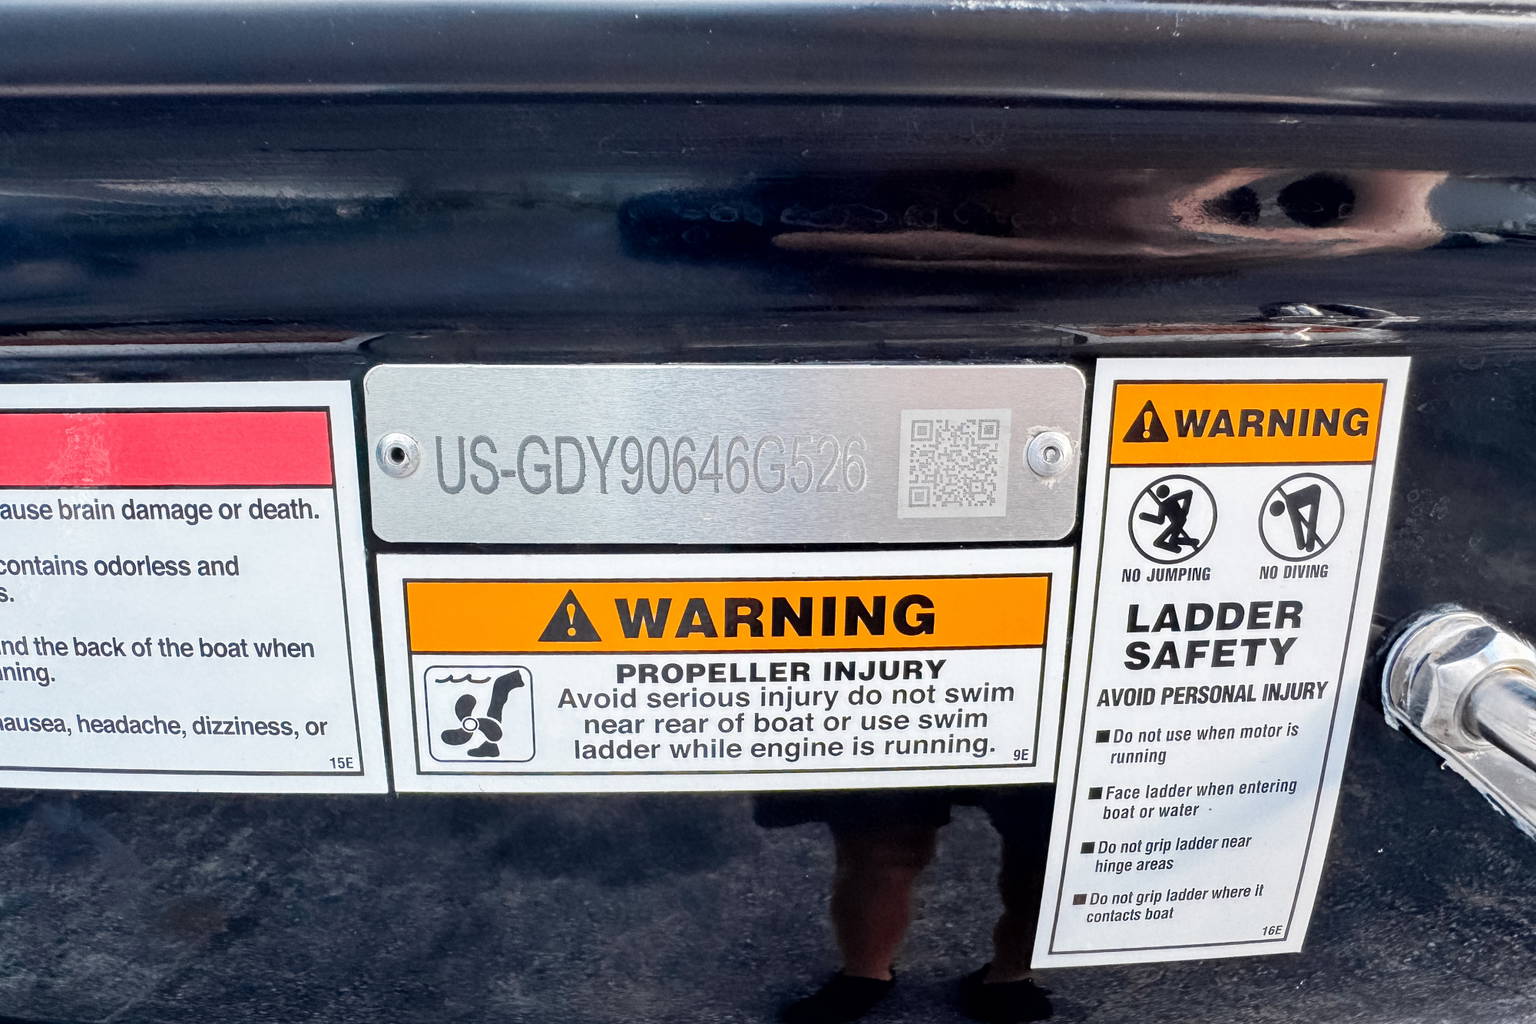 ause brain damage or death.
contains odorless and
s.
nd the back of the boat when
ning.
ausea, headache, dizziness, or
15E
US-GDY90646G526
WARNING
PROPELLER INJURY
Avoid serious injury do not swim
near rear of boat or use swim
ladder while engine is running.
9E
WARNING
NO JUMPING
NO DIVING
LADDER
SAFETY
AVOID PERSONAL INJURY
Do not use when motor is
running
Face ladder when entering
boat or water
Do not grip ladder near
hinge areas
Do not grip ladder where it
contacts boat
16E